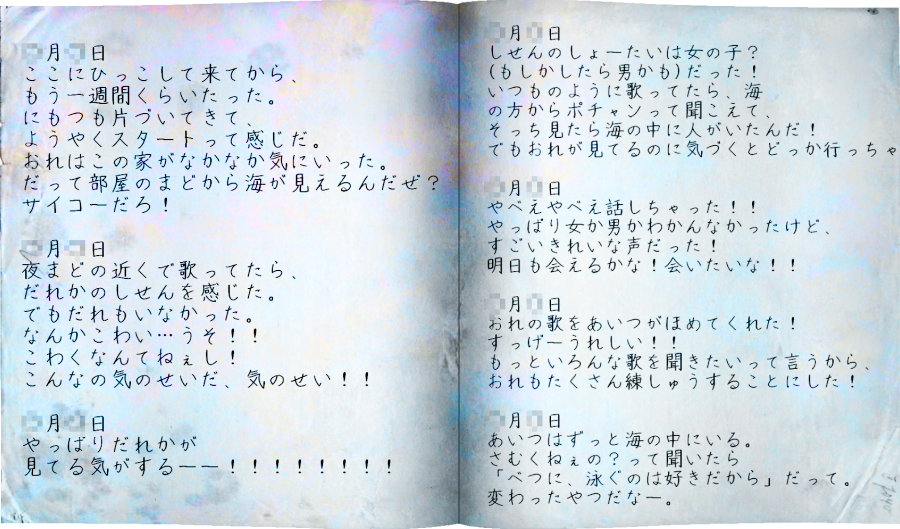 月 日
ここにひっこして来てから、
もう一週間くらいたった。
にもつも片づいてきて、
ようやくスタートって感じだ。
おれはこの家がなかなか気にいった。
だって部屋のまどから海が見えるんだぜ?
サイコーだろ!
月 日
夜まどの近くで歌ってたら、
だれかのしせんを感じた。
でもだれもいなかった。
なんかこわい…うそ!!
こわくなんてねぇし!
こんなの気のせいだ、気のせい!!
月 日
やっぱりだれかが
見てる気がするーー!!!!!!!!
月 日
しせんのしょーたいは女の子?
(もしかしたら男かも)だった!
いつものように歌ってたら、海
の方からポチャンって聞こえて、
そっち見たら海の中に人がいたんだ!
でもおれが見てるのに気づくとどっか行っちゃ
月 日
やべえやべえ話しちゃった!!
やっぱり女か男かわかんなかったけど、
すごいきれいな声だった!
明日も会えるかな!会いたいな!!
月 日
おれの歌をあいつがほめてくれた!
すっげーうれしい!!
もっといろんな歌を聞きたいって言うから、
おれもたくさん練しゅうすることにした!
月 日
あいつはずっと海の中にいる。
さむくねぇの?って聞いたら
「べつに、泳ぐのは好きだから」だって。
変わったやつだなー。